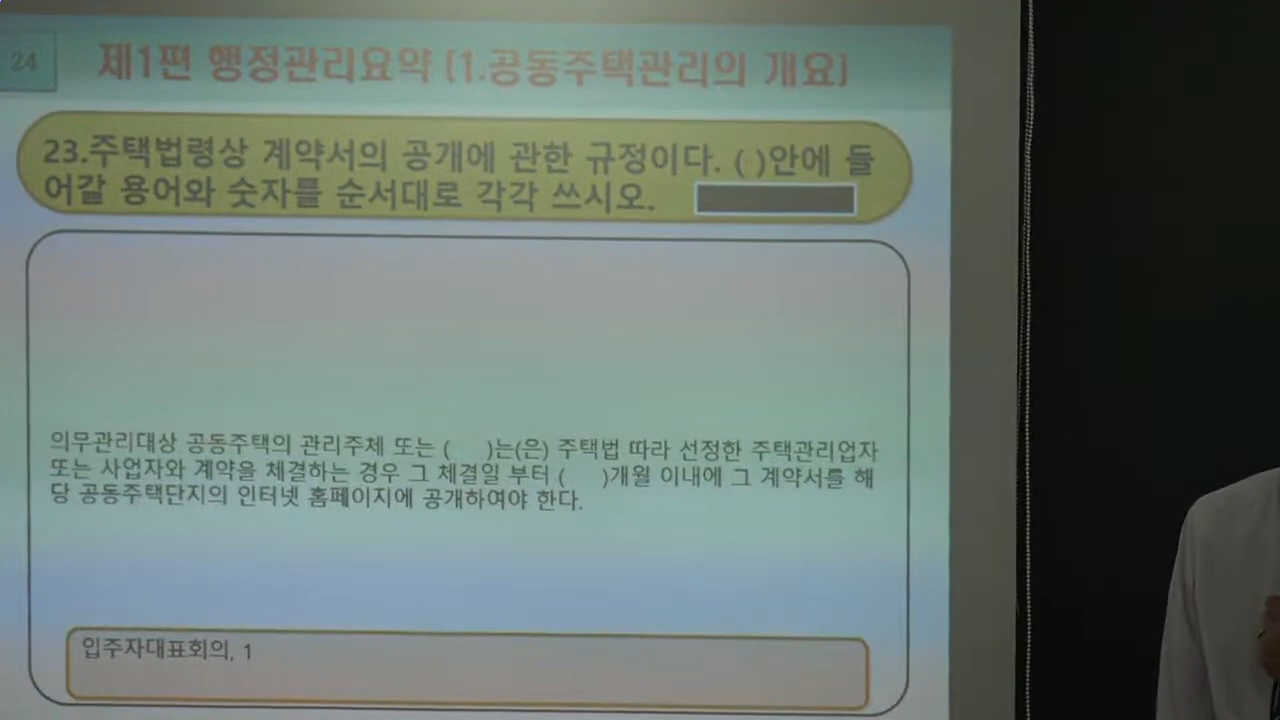 24
제1편 행정관리요약 [1.공동주택관리의 개요]
23.주택법령상 계약서의 공개에 관한 규정이다. ( )안에 들
어갈 용어와 숫자를 순서대로 각각 쓰시오.
의무관리대상 공동주택의 관리주체 또는 ( )는(은) 주택법 따라 선정한 주택관리업자
또는 사업자와 계약을 체결하는 경우 그 체결일 부터 ( )개월 이내에 그 계약서를 해
당 공동주택단지의 인터넷 홈페이지에 공개하여야 한다.
입주자대표회의, 1